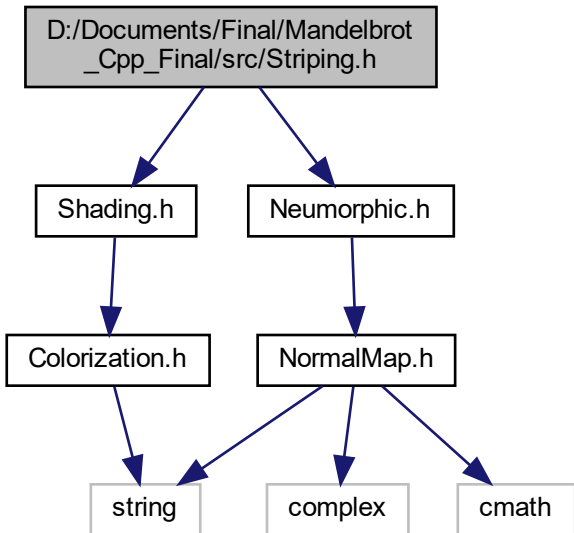 D:/Documents/Final/Mandelbrot
_Cpp_Final/src/Striping.h
Shading.h
Neumorphic.h
Colorization.h
NormalMap.h
string
complex
cmath